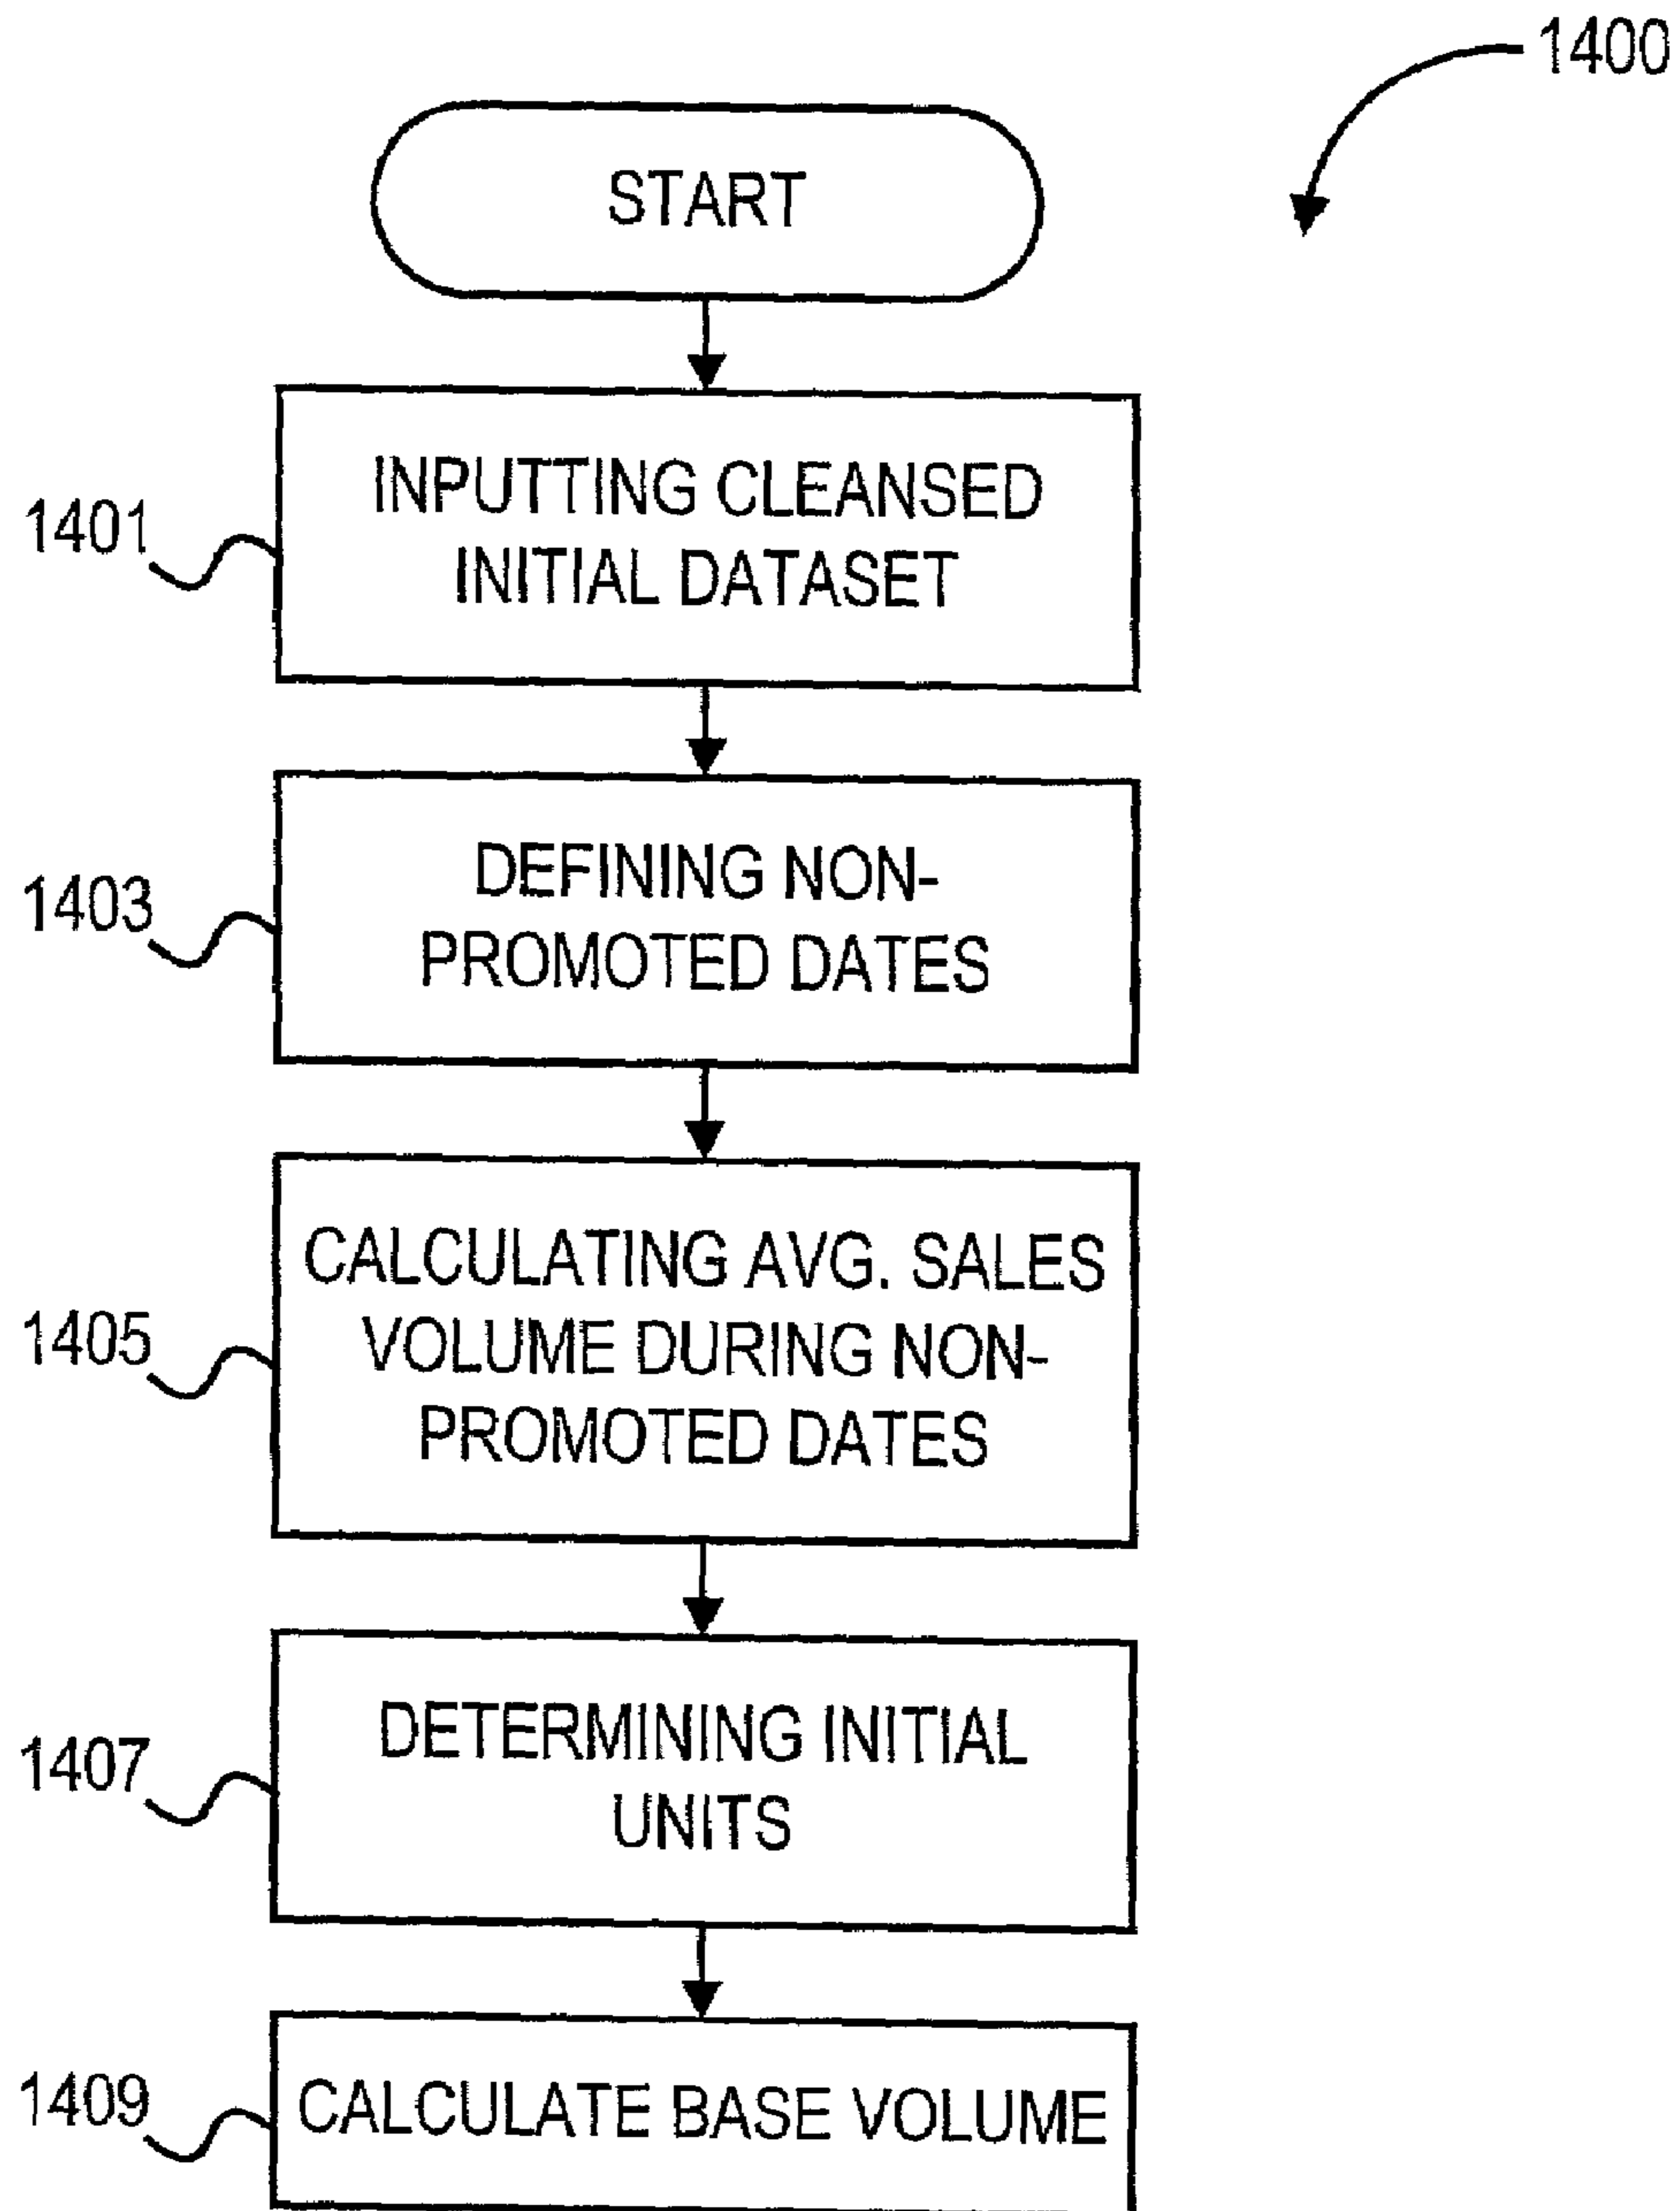 1400
START
1401
INPUTTING CLEANSED
INITIAL DATASET
1403
DEFINING NON-
PROMOTED DATES
1405
CALCULATING AVG. SALES
VOLUME DURING NON-
PROMOTED DATES
1407
DETERMINING INITIAL
UNITS
1409
CALCULATE BASE VOLUME